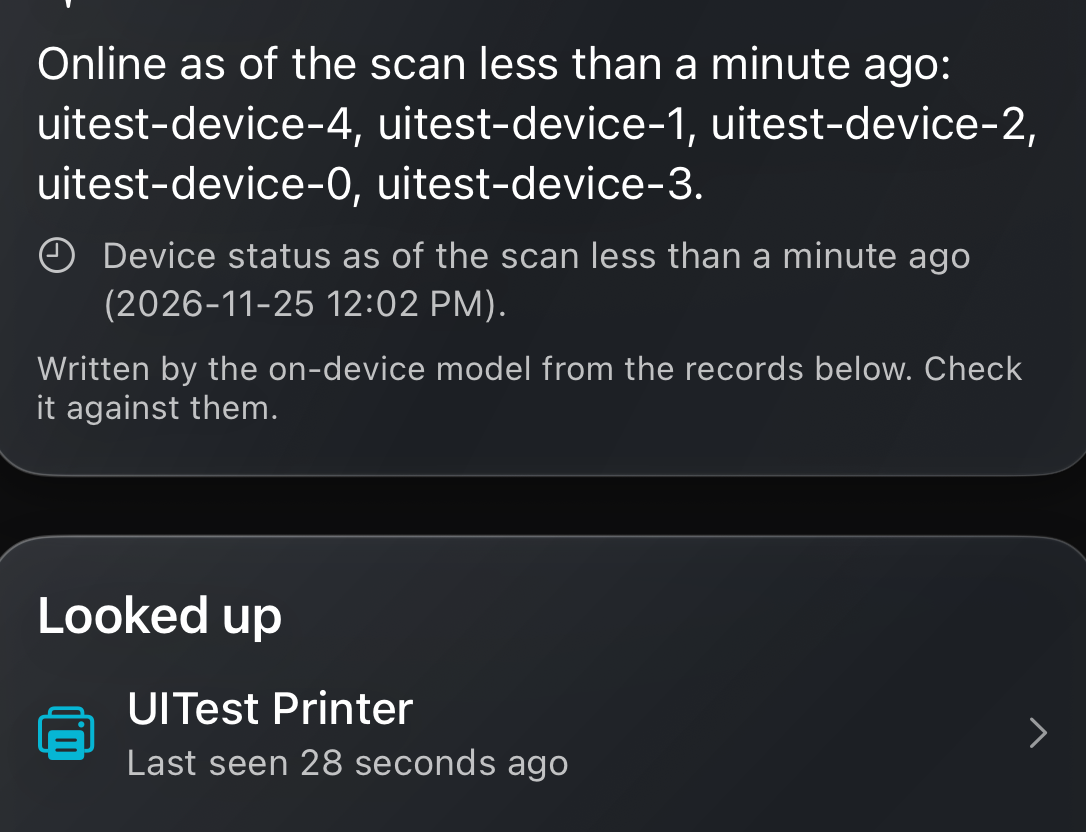 Online as of the scan less than a minute ago:
uitest-device-4, uitest-device-1, uitest-device-2,
uitest-device-0, uitest-device-3.
Device status as of the scan less than a minute ago
(2026-11-25 12:02 PM).
Written by the on-device model from the records below. Check
it against them.
Looked up
UITest Printer
Last seen 28 seconds ago